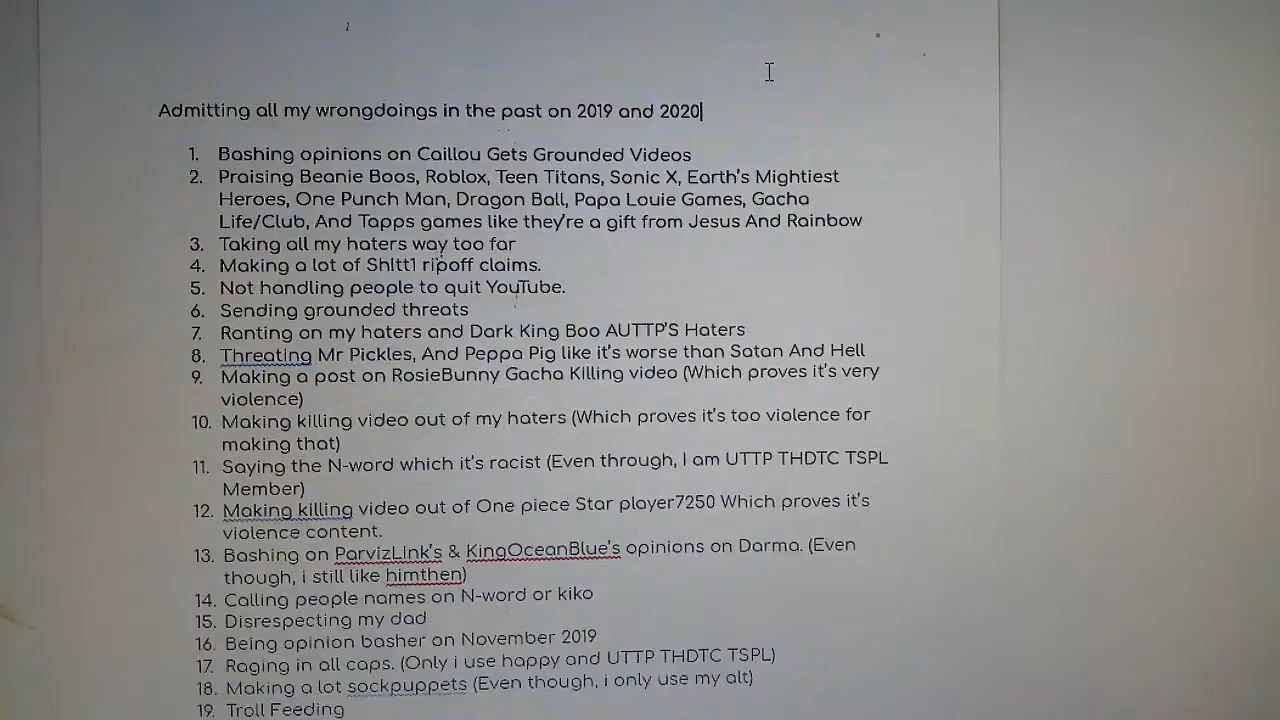 Admitting all my wrongdoings in the past on 2019 and 2020
1. Bashing opinions on Caillou Gets Grounded Videos
2. Praising Beanie Boos, Roblox, Teen Titans, Sonic X, Earth's Mightiest
Heroes, One Punch Man, Dragon Ball, Papa Louie Games, Gacha
Life/Club, And Tapps games like they're a gift from Jesus And Rainbow
3. Taking all my haters way too far
4. Making a lot of ShItt1 ripoff claims.
5. Not handling people to quit YouTube.
6. Sending grounded threats
7. Ranting on my haters and Dark King Boo AUTTP'S Haters
8. Threating Mr Pickles, And Peppa Pig like it's worse than Satan And Hell
9. Making a post on RosieBunny Gacha Killing video (Which proves it's very
violence)
10. Making killing video out of my haters (Which proves it's too violence for
making that)
11. Saying the N-word which it's racist (Even through, I am UTTP THDTC TSPL
Member)
12. Making killing video out of One piece Star player7250 Which proves it's
violence content.
13. Bashing on ParvizLInk's & KingOceanBlue's opinions on Darma. (Even
though, i still like himthen)
14. Calling people names on N-word or kiko
15. Disrespecting my dad
16. Being opinion basher on November 2019
17. Raging in all caps. (Only i use happy and UTTP THDTC TSPL)
18. Making a lot sockpuppets (Even though, i only use my alt)
19. Troll Feeding